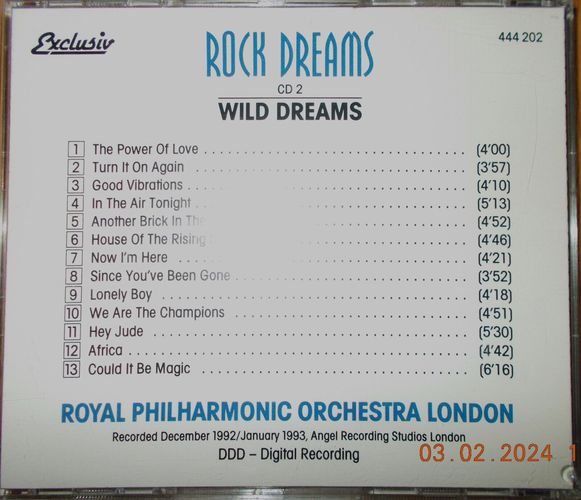 Exclusiv
ROCK DREAMS
444 202
CD 2
WILD DREAMS
1 The Power Of Love (4'00)
2 Turn It On Again (3'57)
3 Good Vibrations (4'10)
4 In The Air Tonight (5'13)
5 Another Brick In The (4'52)
6 House Of The Rising (4'46)
7 Now I'm Here (4'21)
8 Since You've Been Gone (3'52)
9 Lonely Boy (4'18)
10 We Are The Champions (4'51)
11 Hey Jude (5'30)
12 Africa (4'42)
13 Could It Be Magic (6'16)
ROYAL PHILHARMONIC ORCHESTRA LONDON
Recorded December 1992/January 1993, Angel Recording Studios London
DDD – Digital Recording
03.02.2024 1